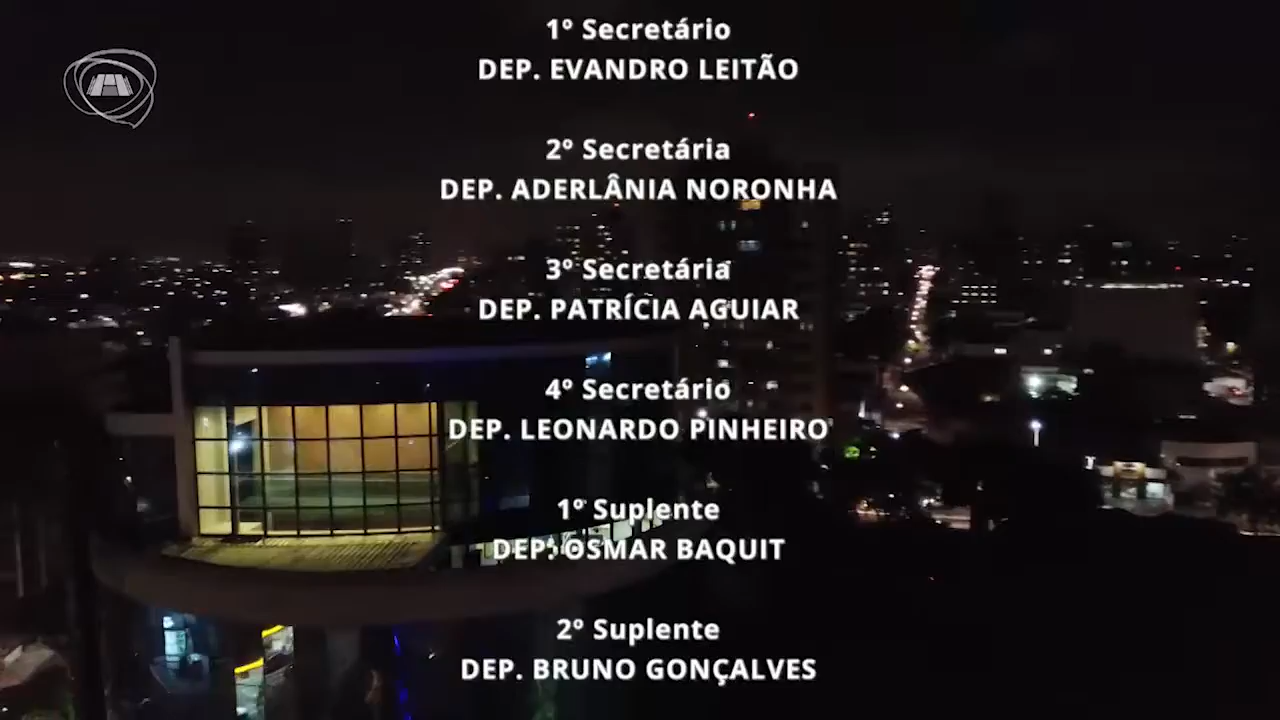 1º Secretário
DEP. EVANDRO LEITÃO
2º Secretária
DEP. ADERLÂNIA NORONHA
3º Secretária
DEP. PATRÍCIA AGUIAR
4º Secretário
DEP. LEONARDO PINHEIRO
1º Suplente
DEP. OSMAR BAQUIT
2º Suplente
DEP. BRUNO GONÇALVES